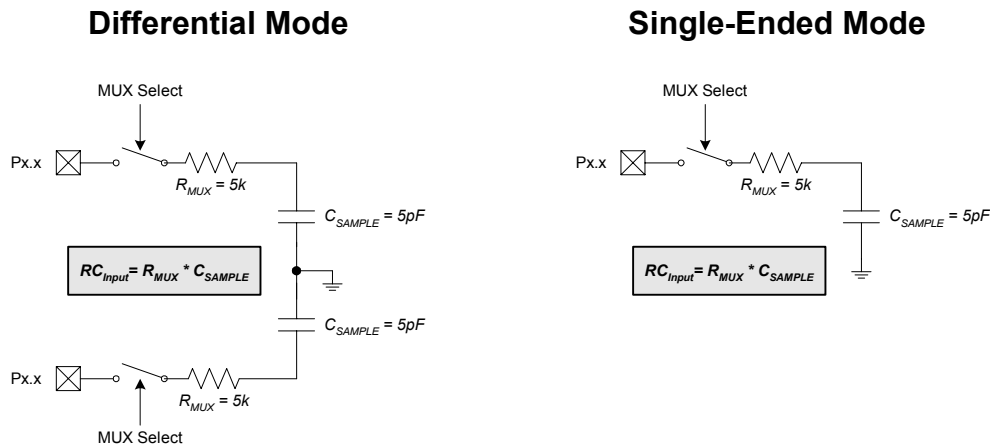 Differential Mode
MUX Select
Px.x
R_MUX = 5k
C_SAMPLE = 5pF
RC_Input= R_MUX * C_SAMPLE
C_SAMPLE = 5pF
Px.x
R_MUX = 5k
MUX Select
Single-Ended Mode
MUX Select
Px.x
R_MUX = 5k
C_SAMPLE = 5pF
RC_Input= R_MUX * C_SAMPLE